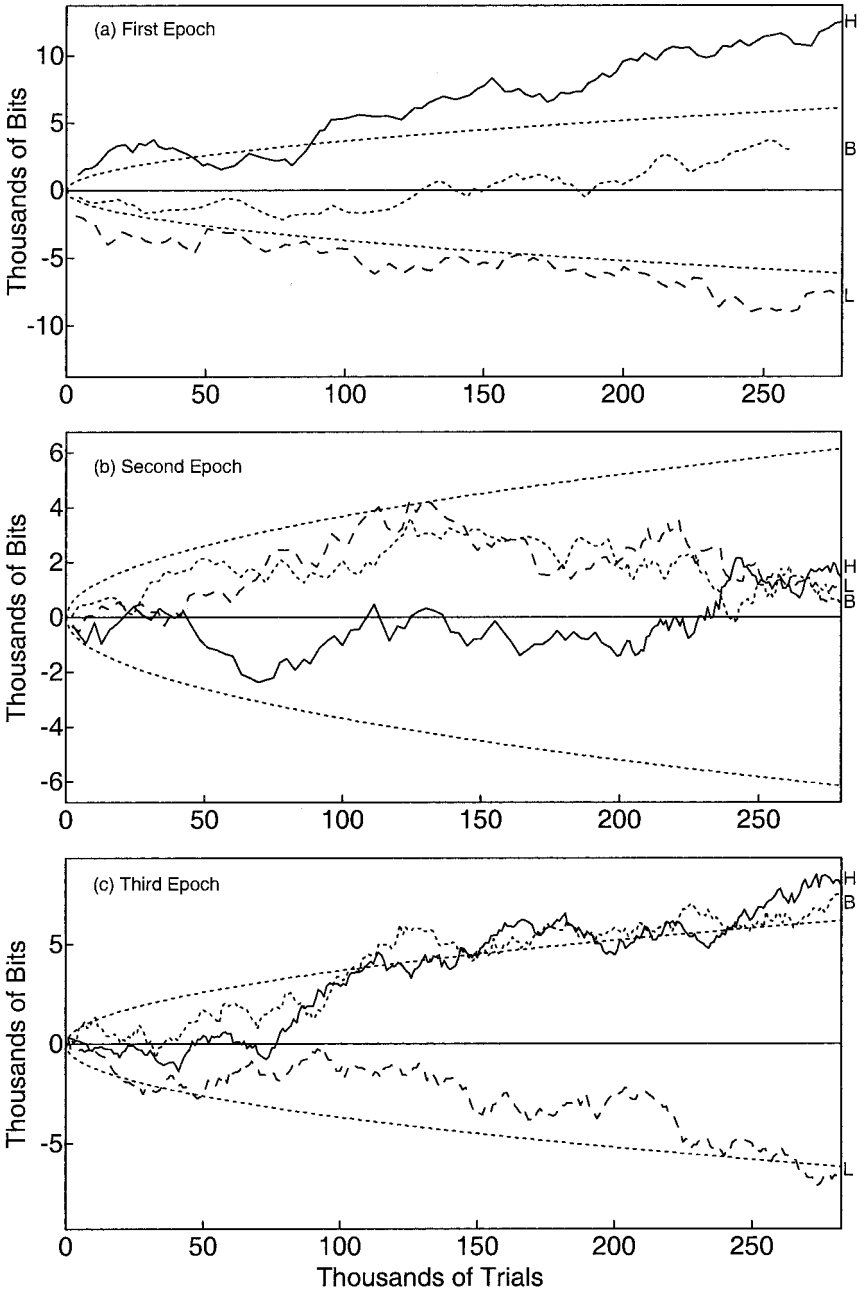 (a) First Epoch
H
10
5
B
0
-5
L
-10
Thousands of Bits
0 50 100 150 200 250
(b) Second Epoch
6
4
2
H
L
B
0
-2
-4
-6
Thousands of Bits
0 50 100 150 200 250
(c) Third Epoch
H
B
5
0
-5
L
Thousands of Bits
0 50 100 150 200 250
Thousands of Trials